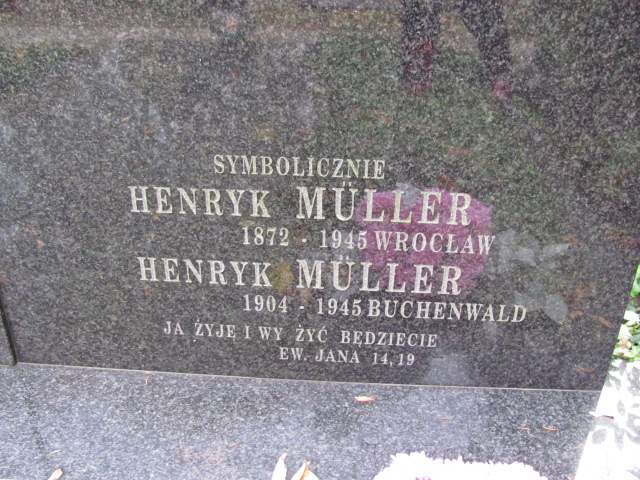 SYMBOLICZNIE
HENRYK MÜLLER
1872 - 1945 WROCŁAW
HENRYK MÜLLER
1904 - 1945 BUCHENWALD
JA ŻYJĘ I WY ŻYĆ BĘDZIECIE
EW. JANA 14,19